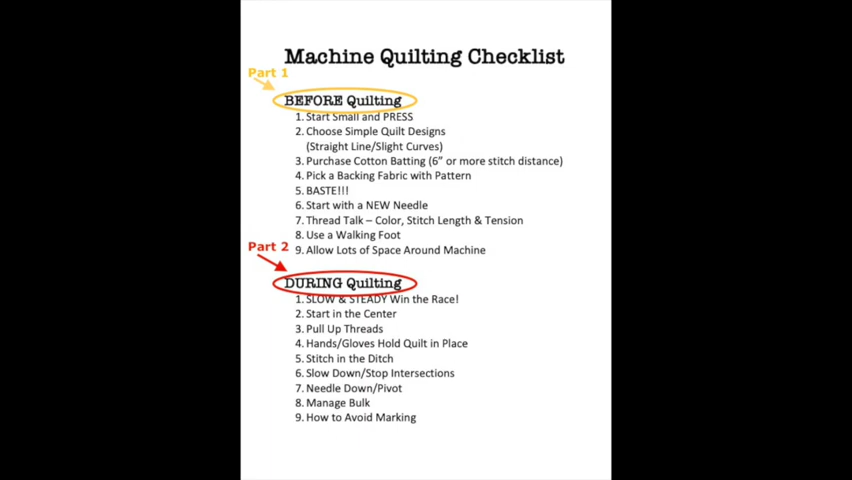 Machine Quilting Checklist
Part 1
BEFORE Quilting
1. Start Small and PRESS
2. Choose Simple Quilt Designs
(Straight Line/Slight Curves)
3. Purchase Cotton Batting (6” or more stitch distance)
4. Pick a Backing Fabric with Pattern
5. BASTE!!!
6. Start with a NEW Needle
7. Thread Talk – Color, Stitch Length & Tension
8. Use a Walking Foot
9. Allow Lots of Space Around Machine
Part 2
DURING Quilting
1. SLOW & STEADY Win the Race!
2. Start in the Center
3. Pull Up Threads
4. Hands/Gloves Hold Quilt in Place
5. Stitch in the Ditch
6. Slow Down/Stop Intersections
7. Needle Down/Pivot
8. Manage Bulk
9. How to Avoid Marking